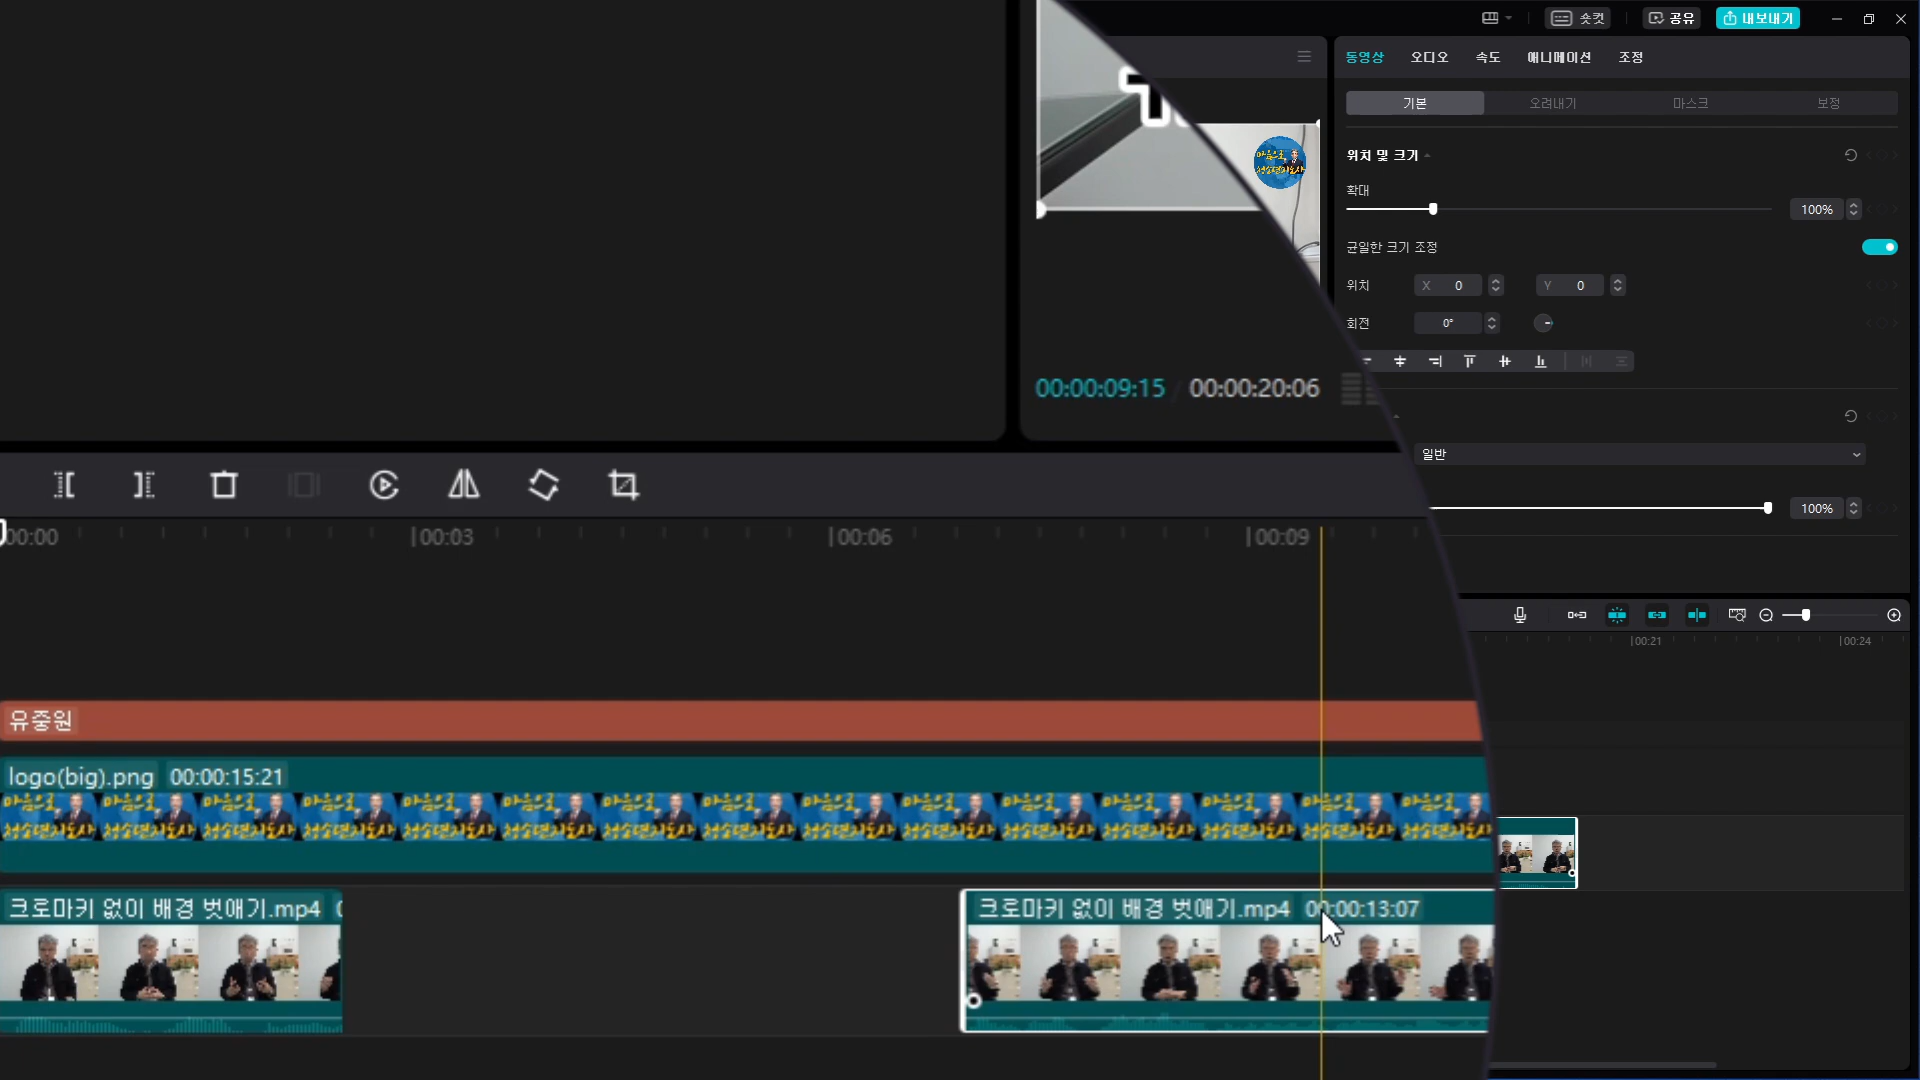 숏컷
공유
내보내기
동영상 오디오 속도 애니메이션 조정
기본 오려내기 마스크 보정
위치 및 크기
확대
100%
균일한 크기 조정
위치 X 0 Y 0
회전 0°
00:00:09:15 / 00:00:20:06
일반
100%
00:00 00:03 00:06 00:09
00:21 00:24
유중원
logo(big).png 00:00:15:21
크로마키 없이 배경 벗애기.mp4
크로마키 없이 배경 벗애기.mp4 00:00:13:07